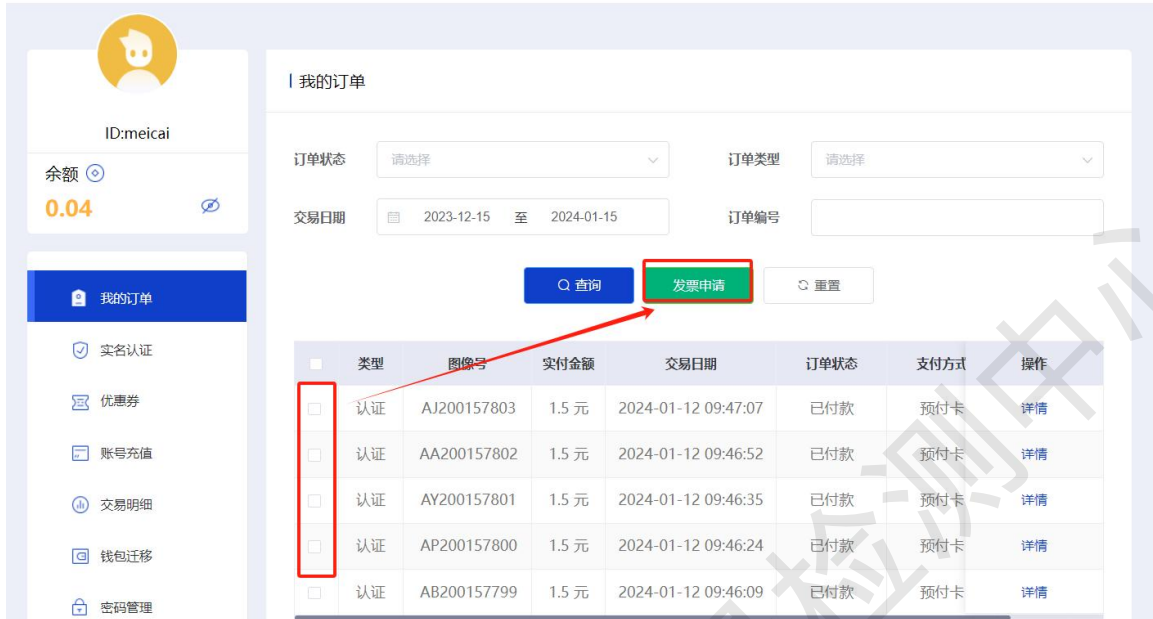 ID:meicai
余额
0.04
我的订单
实名认证
优惠券
账号充值
交易明细
钱包迁移
密码管理
我的订单
订单状态 请选择 订单类型 请选择
交易日期 2023-12-15 至 2024-01-15 订单编号
查询 发票申请 重置
类型 图像号 实付金额 交易日期 订单状态 支付方式 操作
认证 AJ200157803 1.5 元 2024-01-12 09:47:07 已付款 预付卡 详情
认证 AA200157802 1.5 元 2024-01-12 09:46:52 已付款 预付卡 详情
认证 AY200157801 1.5 元 2024-01-12 09:46:35 已付款 预付卡 详情
认证 AP200157800 1.5 元 2024-01-12 09:46:24 已付款 预付卡 详情
认证 AB200157799 1.5 元 2024-01-12 09:46:09 已付款 预付卡 详情
检测中心